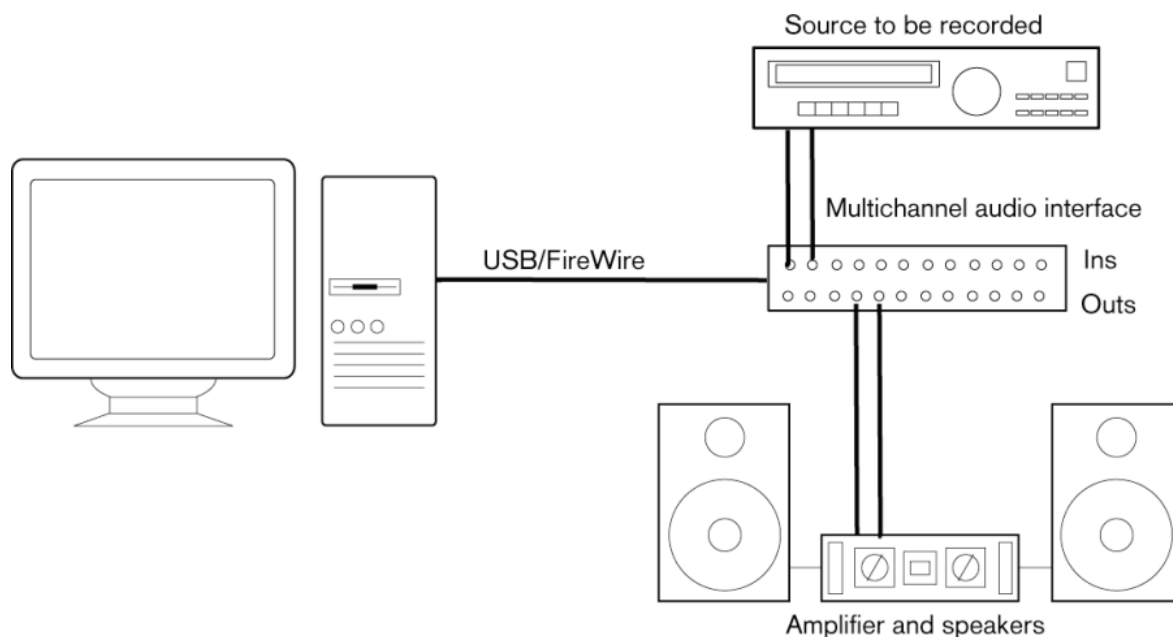 Source to be recorded
Multichannel audio interface
USB/FireWire
Ins
Outs
Amplifier and speakers